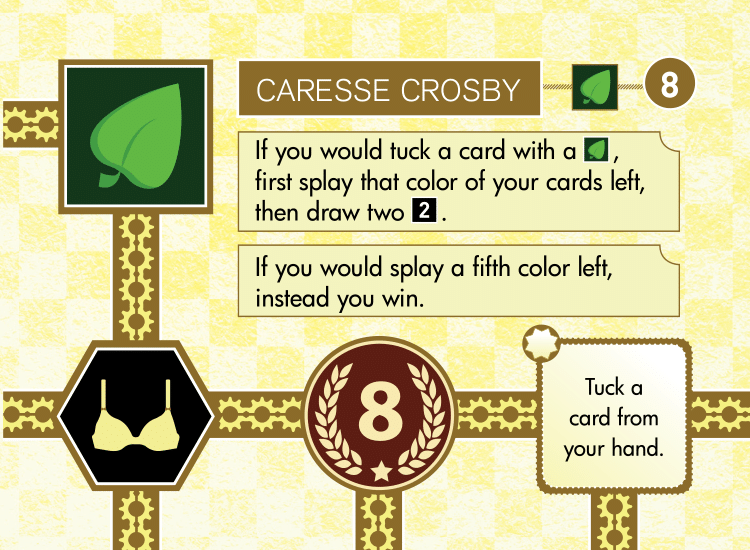 CARESSE CROSBY 8
If you would tuck a card with a ,
first splay that color of your cards left,
then draw two 2 .
If you would splay a fifth color left,
instead you win.
8
Tuck a
card from
your hand.